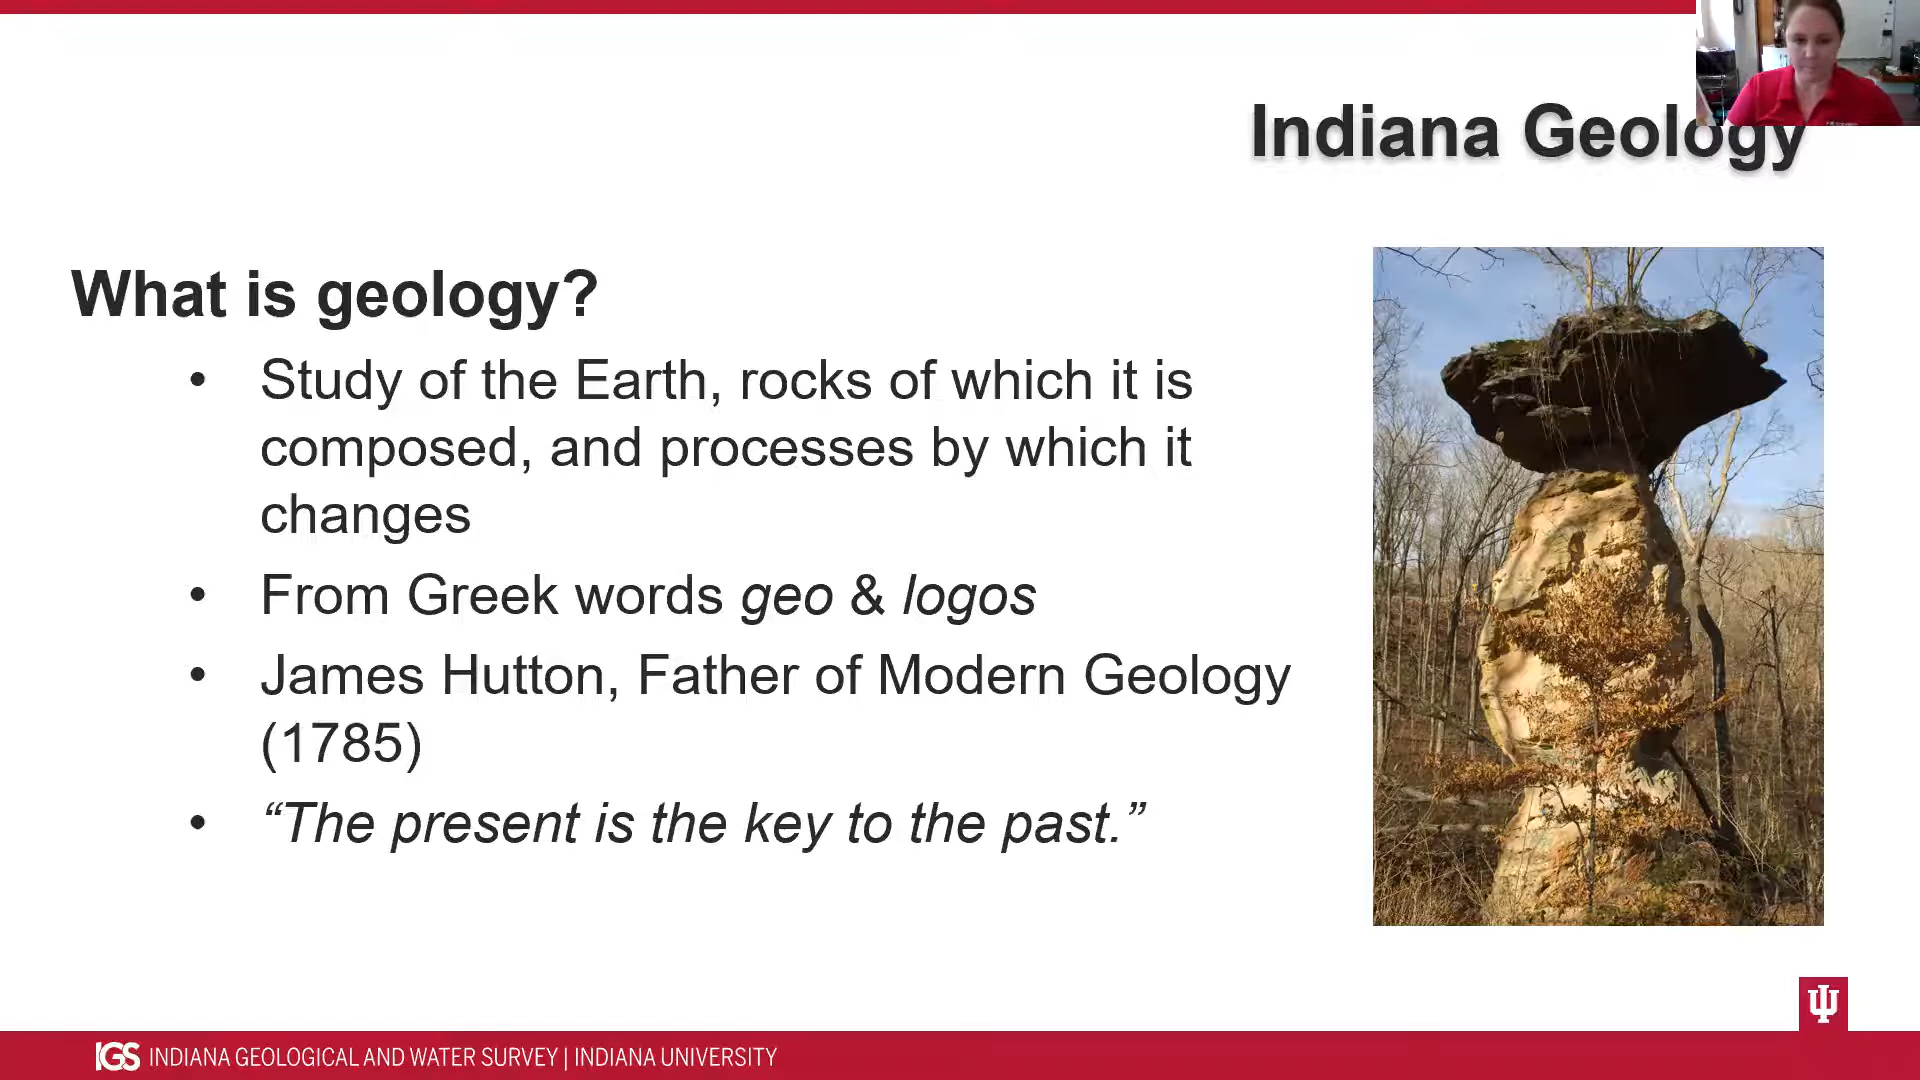 Indiana Geology
What is geology?
• Study of the Earth, rocks of which it is
composed, and processes by which it
changes
• From Greek words geo & logos
• James Hutton, Father of Modern Geology
(1785)
• “The present is the key to the past.”
IGS INDIANA GEOLOGICAL AND WATER SURVEY | INDIANA UNIVERSITY